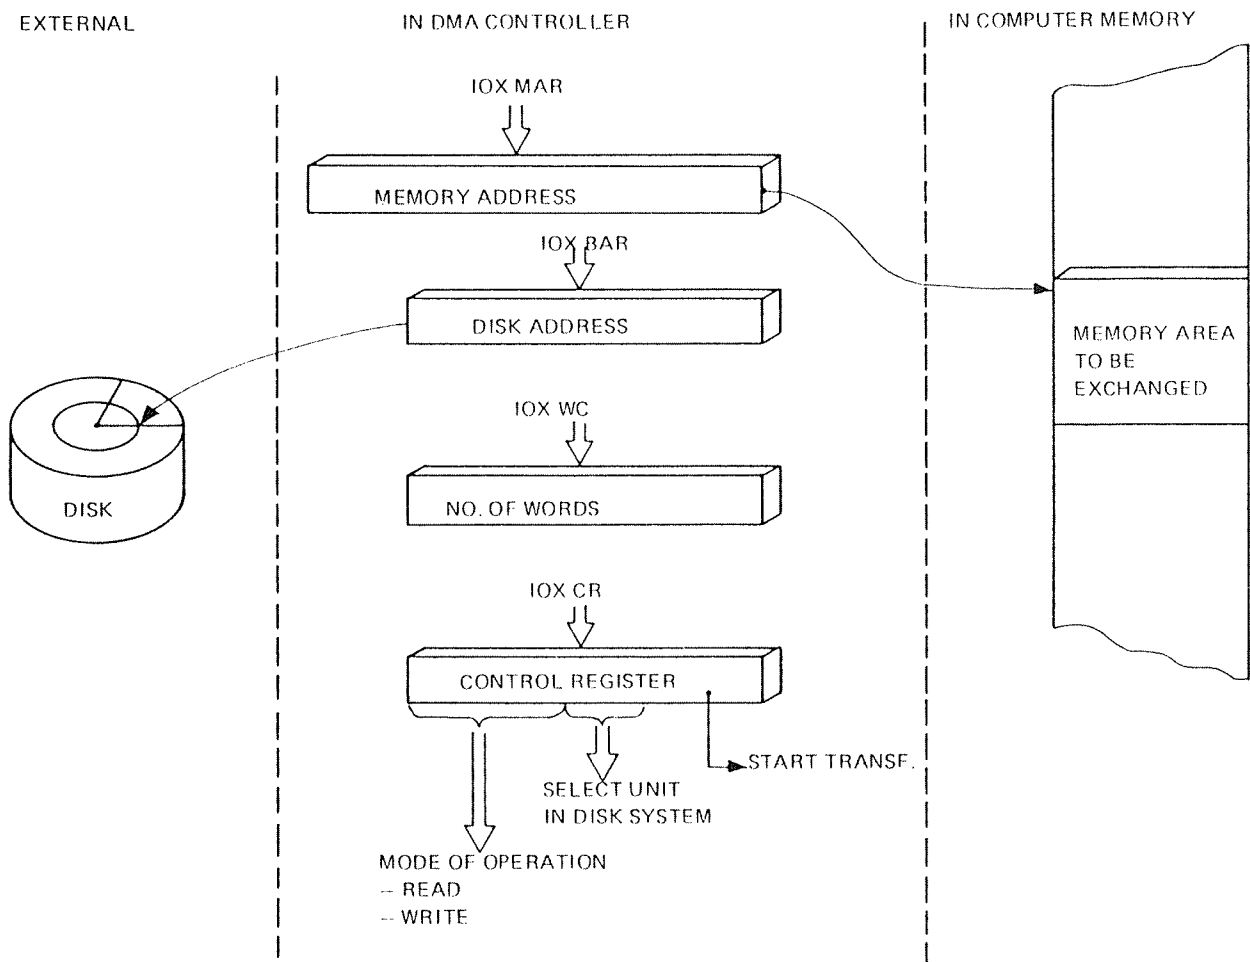 EXTERNAL
IN DMA CONTROLLER
IN COMPUTER MEMORY
IOX MAR
MEMORY ADDRESS
IOX BAR
DISK ADDRESS
MEMORY AREA
TO BE
EXCHANGED
IOX WC
NO. OF WORDS
DISK
IOX CR
CONTROL REGISTER
START TRANSF.
SELECT UNIT
IN DISK SYSTEM
MODE OF OPERATION
– READ
– WRITE